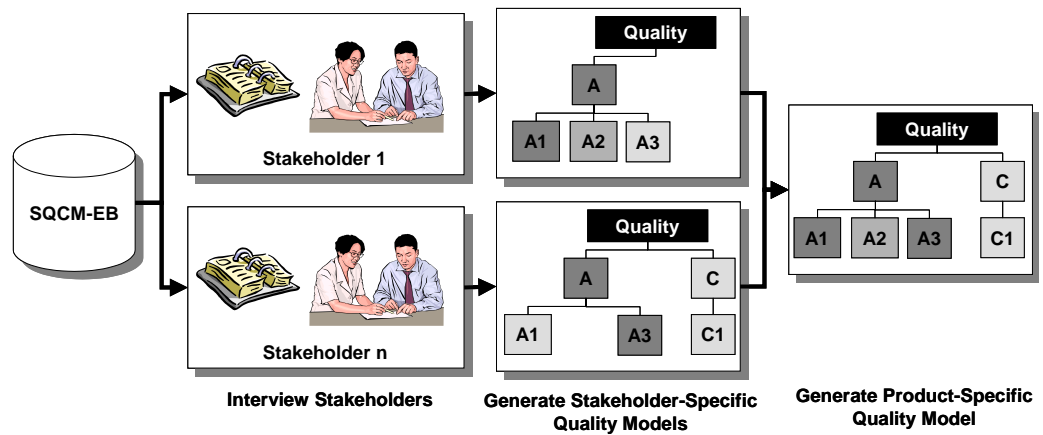 SQCM-EB
Stakeholder 1
Stakeholder n
Interview Stakeholders
Quality
A
A1 A2 A3
Quality
A C
A1 A3 C1
Generate Stakeholder-Specific
Quality Models
Quality
A C
A1 A2 A3 C1
Generate Product-Specific
Quality Model